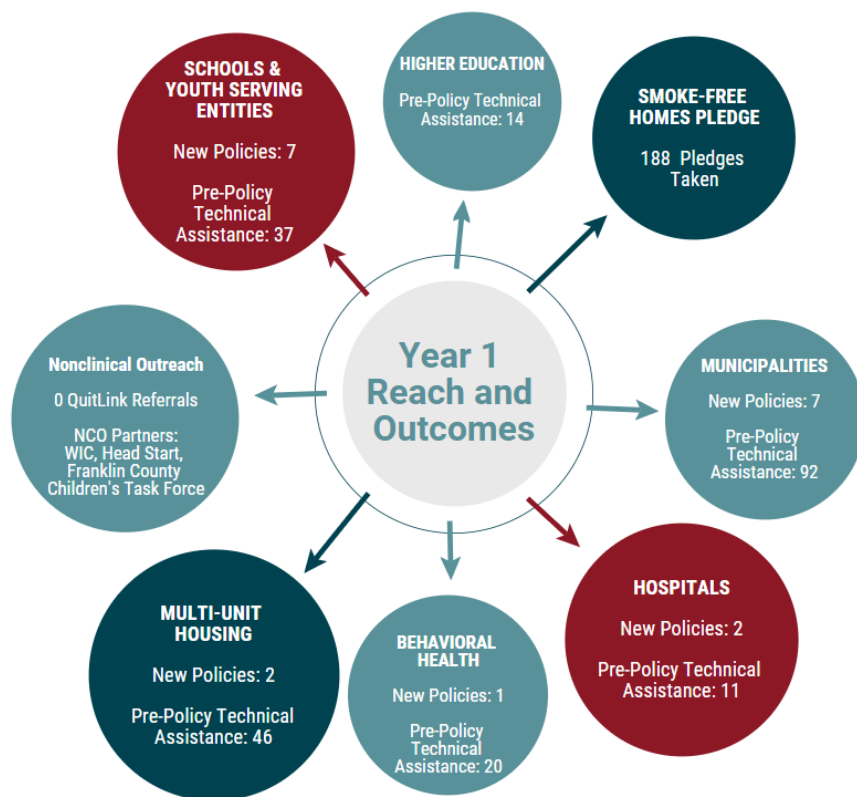 HIGHER EDUCATION
Pre-Policy Technical
Assistance: 14
SCHOOLS &
YOUTH SERVING
ENTITIES
New Policies: 7
Pre-Policy
Technical
Assistance: 37
SMOKE-FREE
HOMES PLEDGE
188 Pledges
Taken
Year 1
Reach and
Outcomes
Nonclinical Outreach
0 QuitLink Referrals
NCO Partners:
WIC, Head Start,
Franklin County
Children's Task Force
MUNICIPALITIES
New Policies: 7
Pre-Policy
Technical
Assistance: 92
MULTI-UNIT
HOUSING
New Policies: 2
Pre-Policy Technical
Assistance: 46
BEHAVIORAL
HEALTH
New Policies: 1
Pre-Policy
Technical
Assistance: 20
HOSPITALS
New Policies: 2
Pre-Policy Technical
Assistance: 11